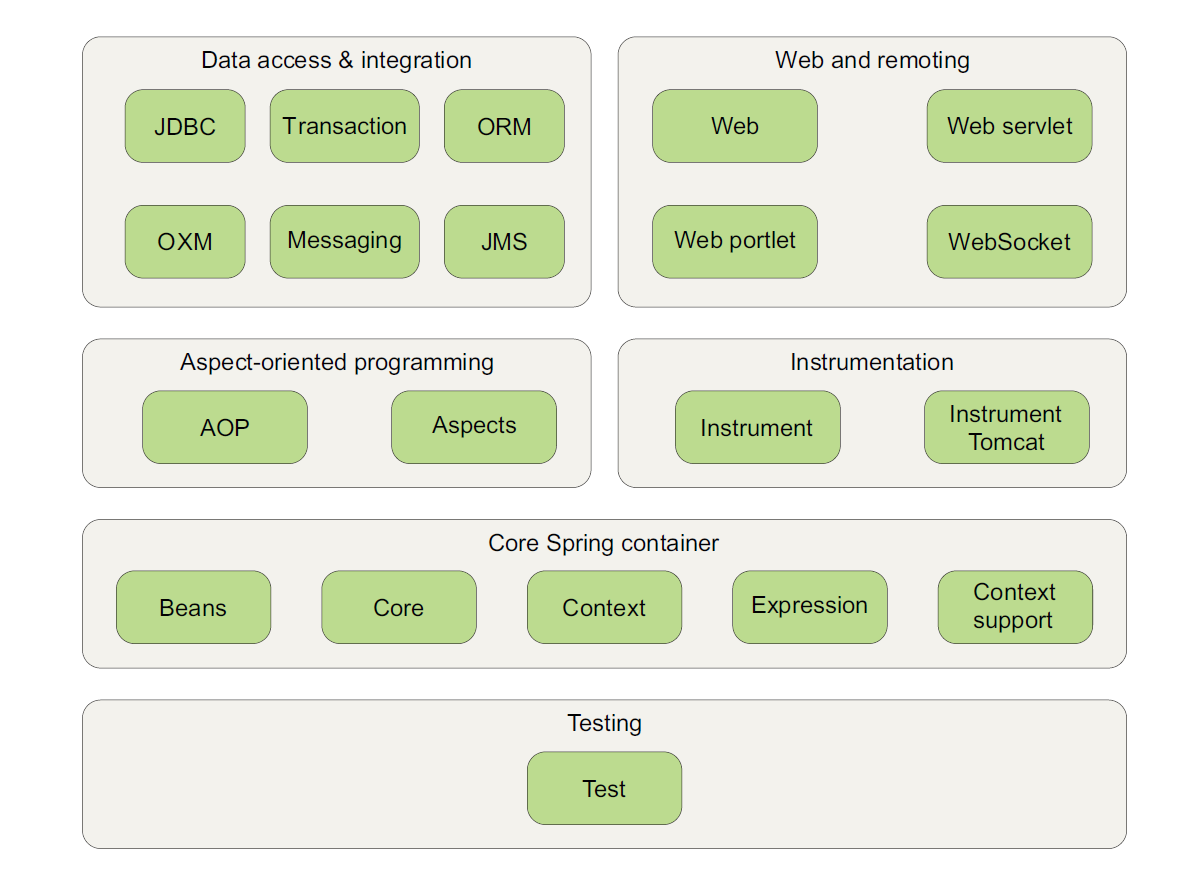 Data access & integration
JDBC
Transaction
ORM
OXM
Messaging
JMS
Web and remoting
Web
Web servlet
Web portlet
WebSocket
Aspect-oriented programming
AOP
Aspects
Instrumentation
Instrument
Instrument
Tomcat
Core Spring container
Beans
Core
Context
Expression
Context
support
Testing
Test